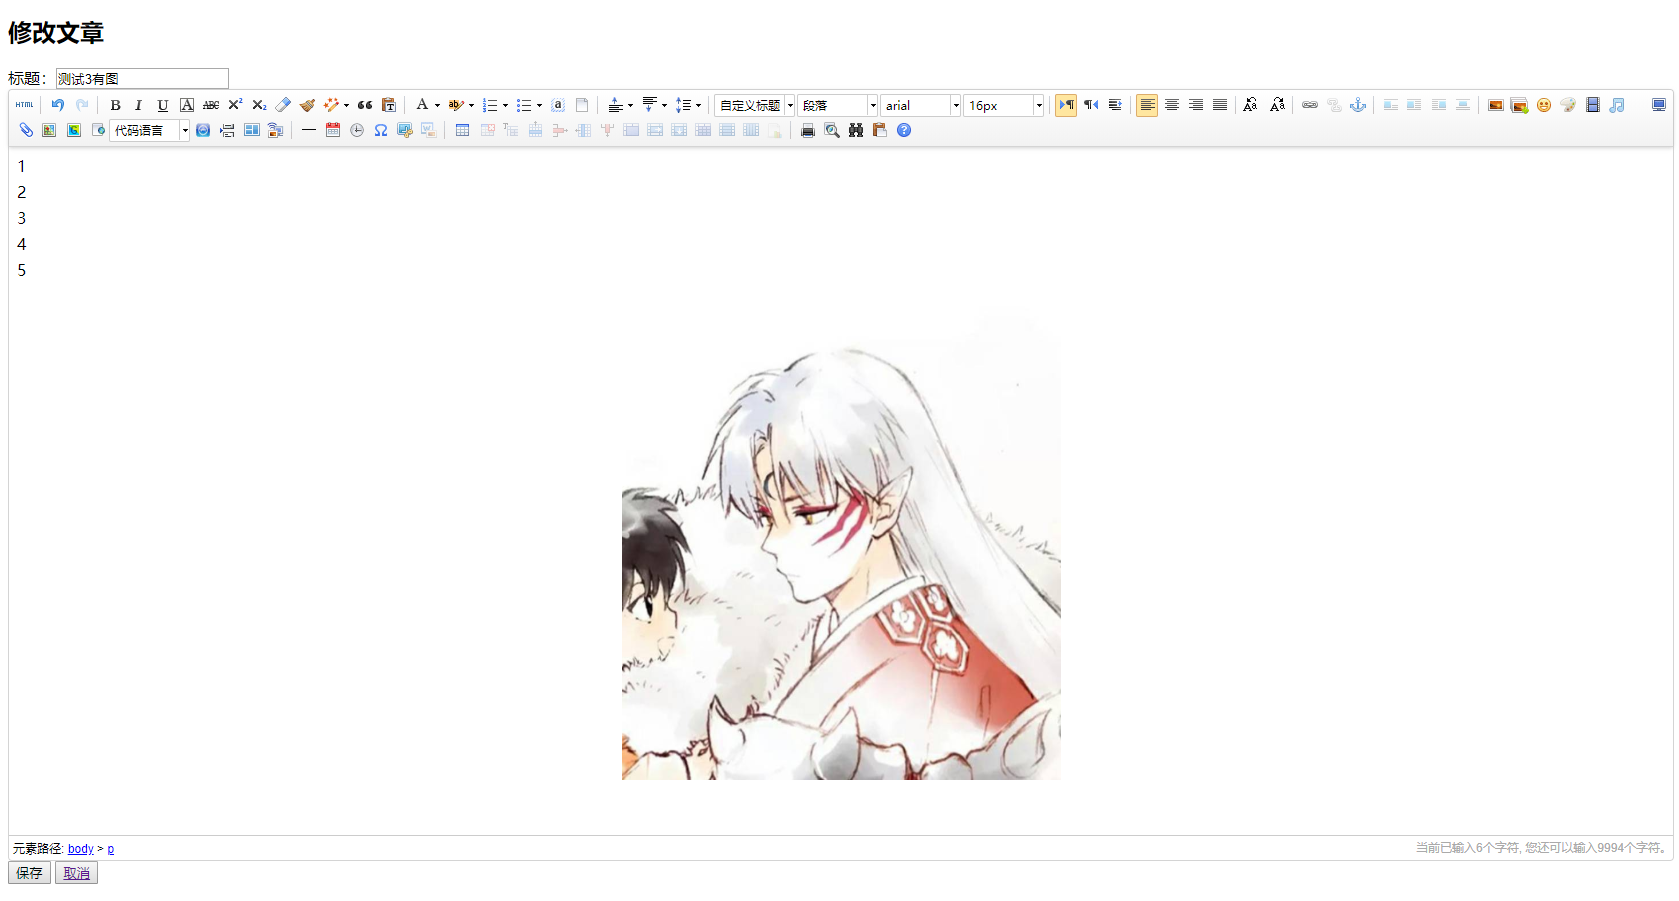 修改文章
标题： 测试3有图
HTML B I U A ABC X² X₂ A ab a 自定义标题 段落 arial 16px
代码语言
1
2
3
4
5
元素路径: body > p
当前已输入6个字符, 您还可以输入9994个字符。
保存 取消